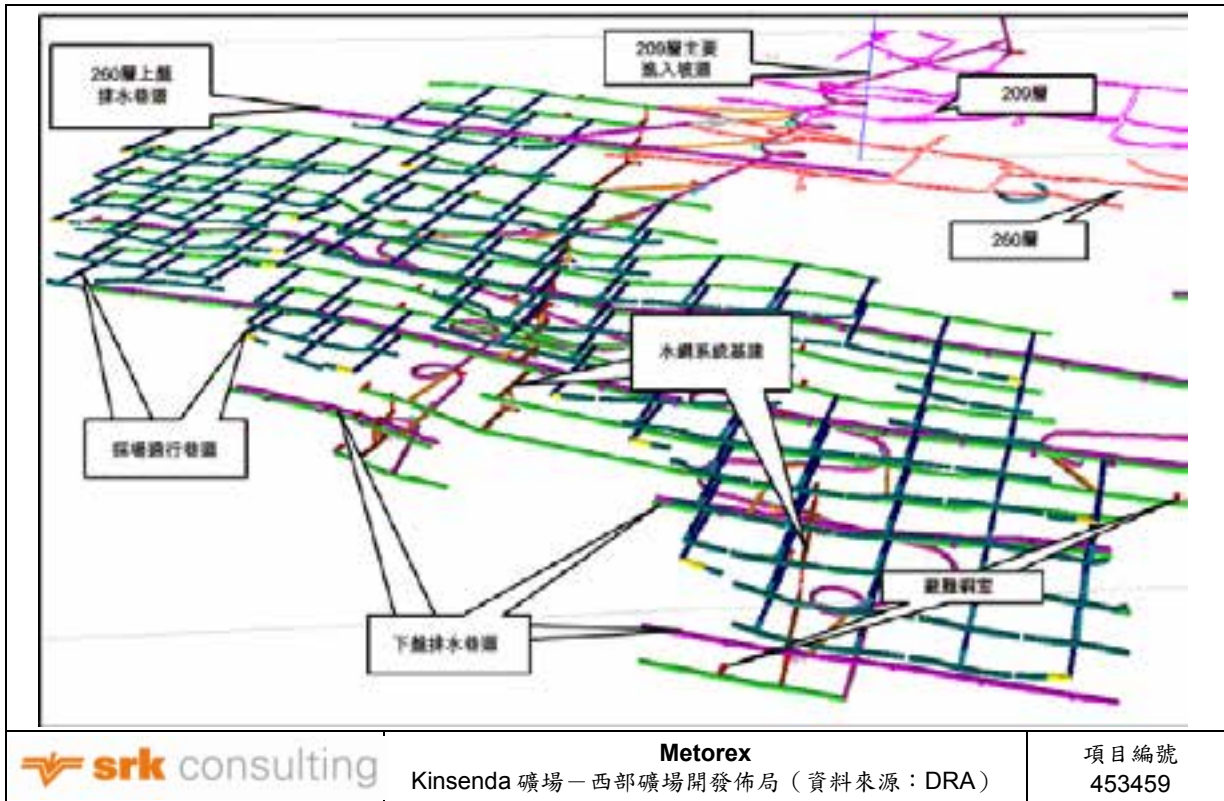 260層上盤
排水巷道
209層主要
進入坡道
209層
260層
水鑽系統基建
採場通行巷道
下盤排水巷道
避難硐室
srk consulting
Metorex
Kinsenda 礦場－西部礦場開發佈局（資料來源：DRA）
項目編號
453459